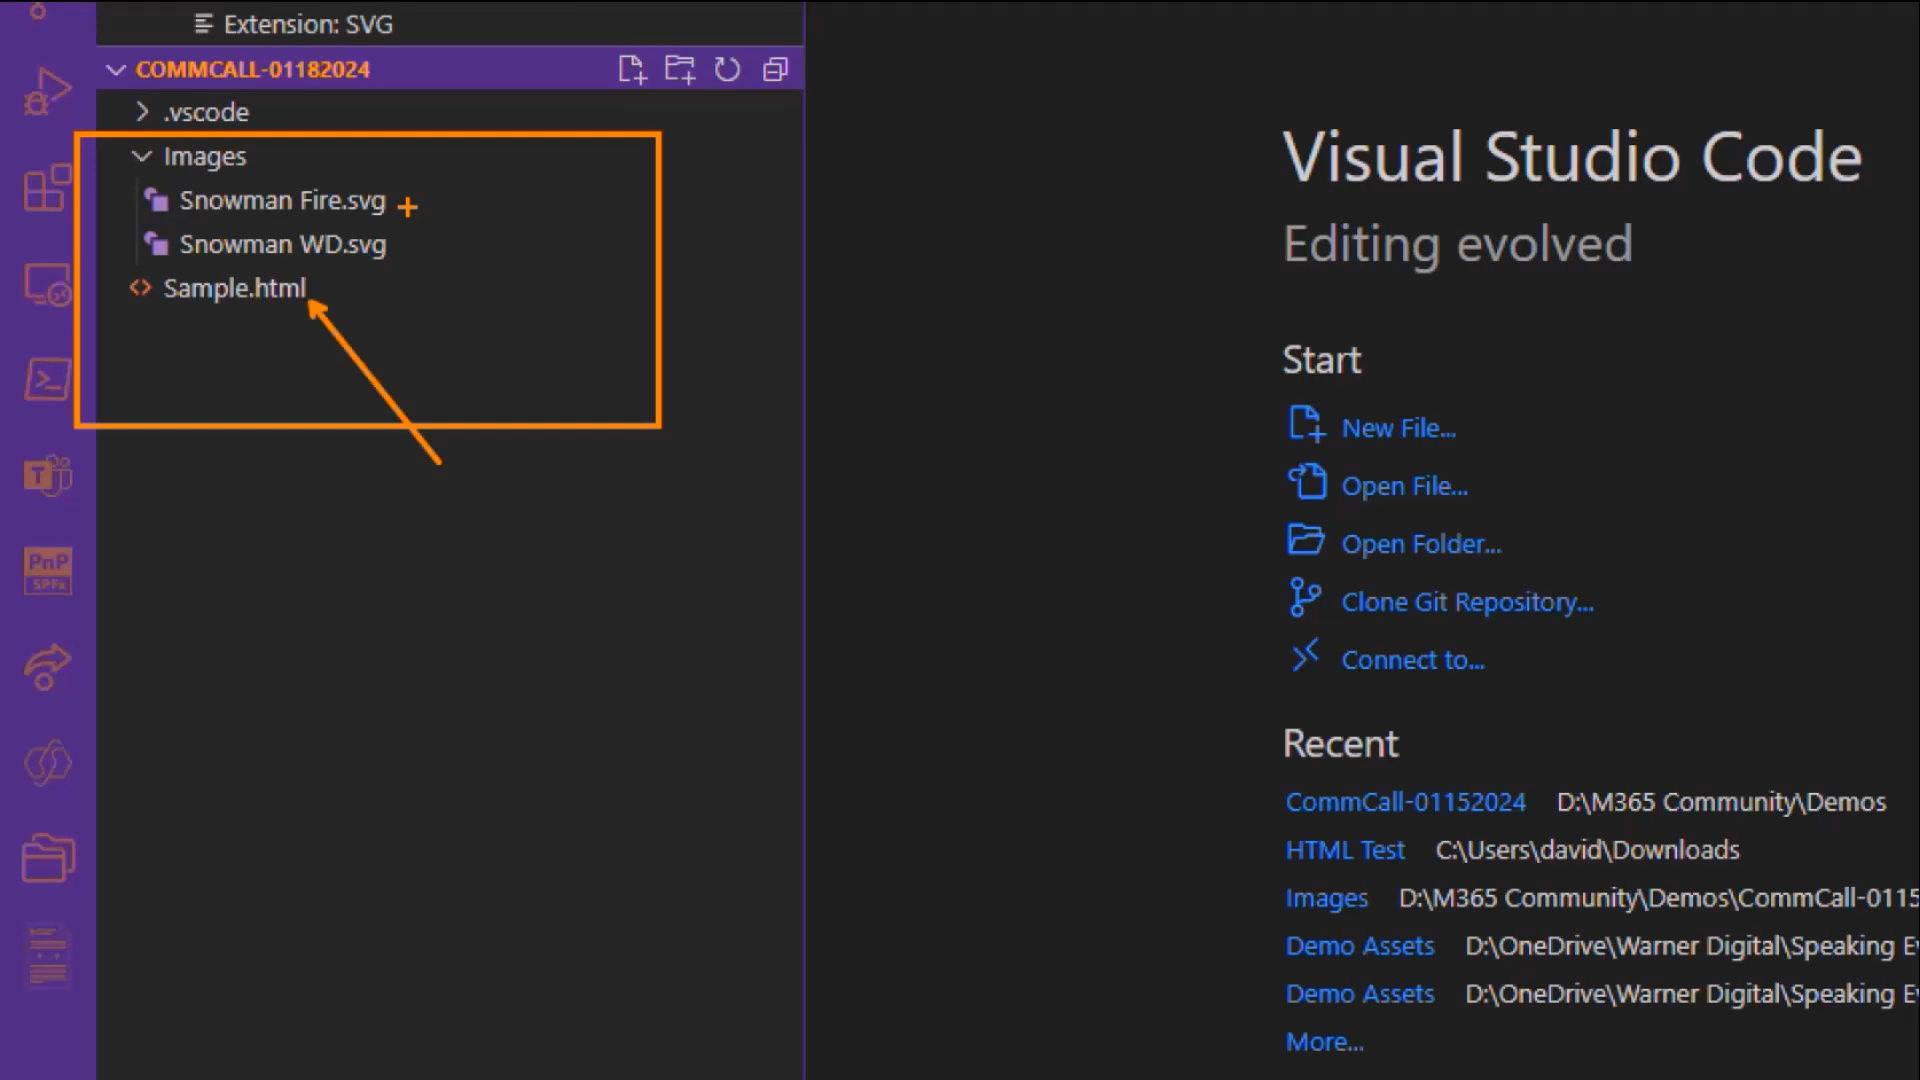 Extension: SVG
COMMCALL-01182024
.vscode
Images
Snowman Fire.svg
Snowman WD.svg
Sample.html
T
PnP
SPFx
Visual Studio Code
Editing evolved
Start
New File...
Open File...
Open Folder...
Clone Git Repository...
Connect to...
Recent
CommCall-01152024 D:\M365 Community\Demos
HTML Test C:\Users\david\Downloads
Images D:\M365 Community\Demos\CommCall-0115
Demo Assets D:\OneDrive\Warner Digital\Speaking E
Demo Assets D:\OneDrive\Warner Digital\Speaking E
More...